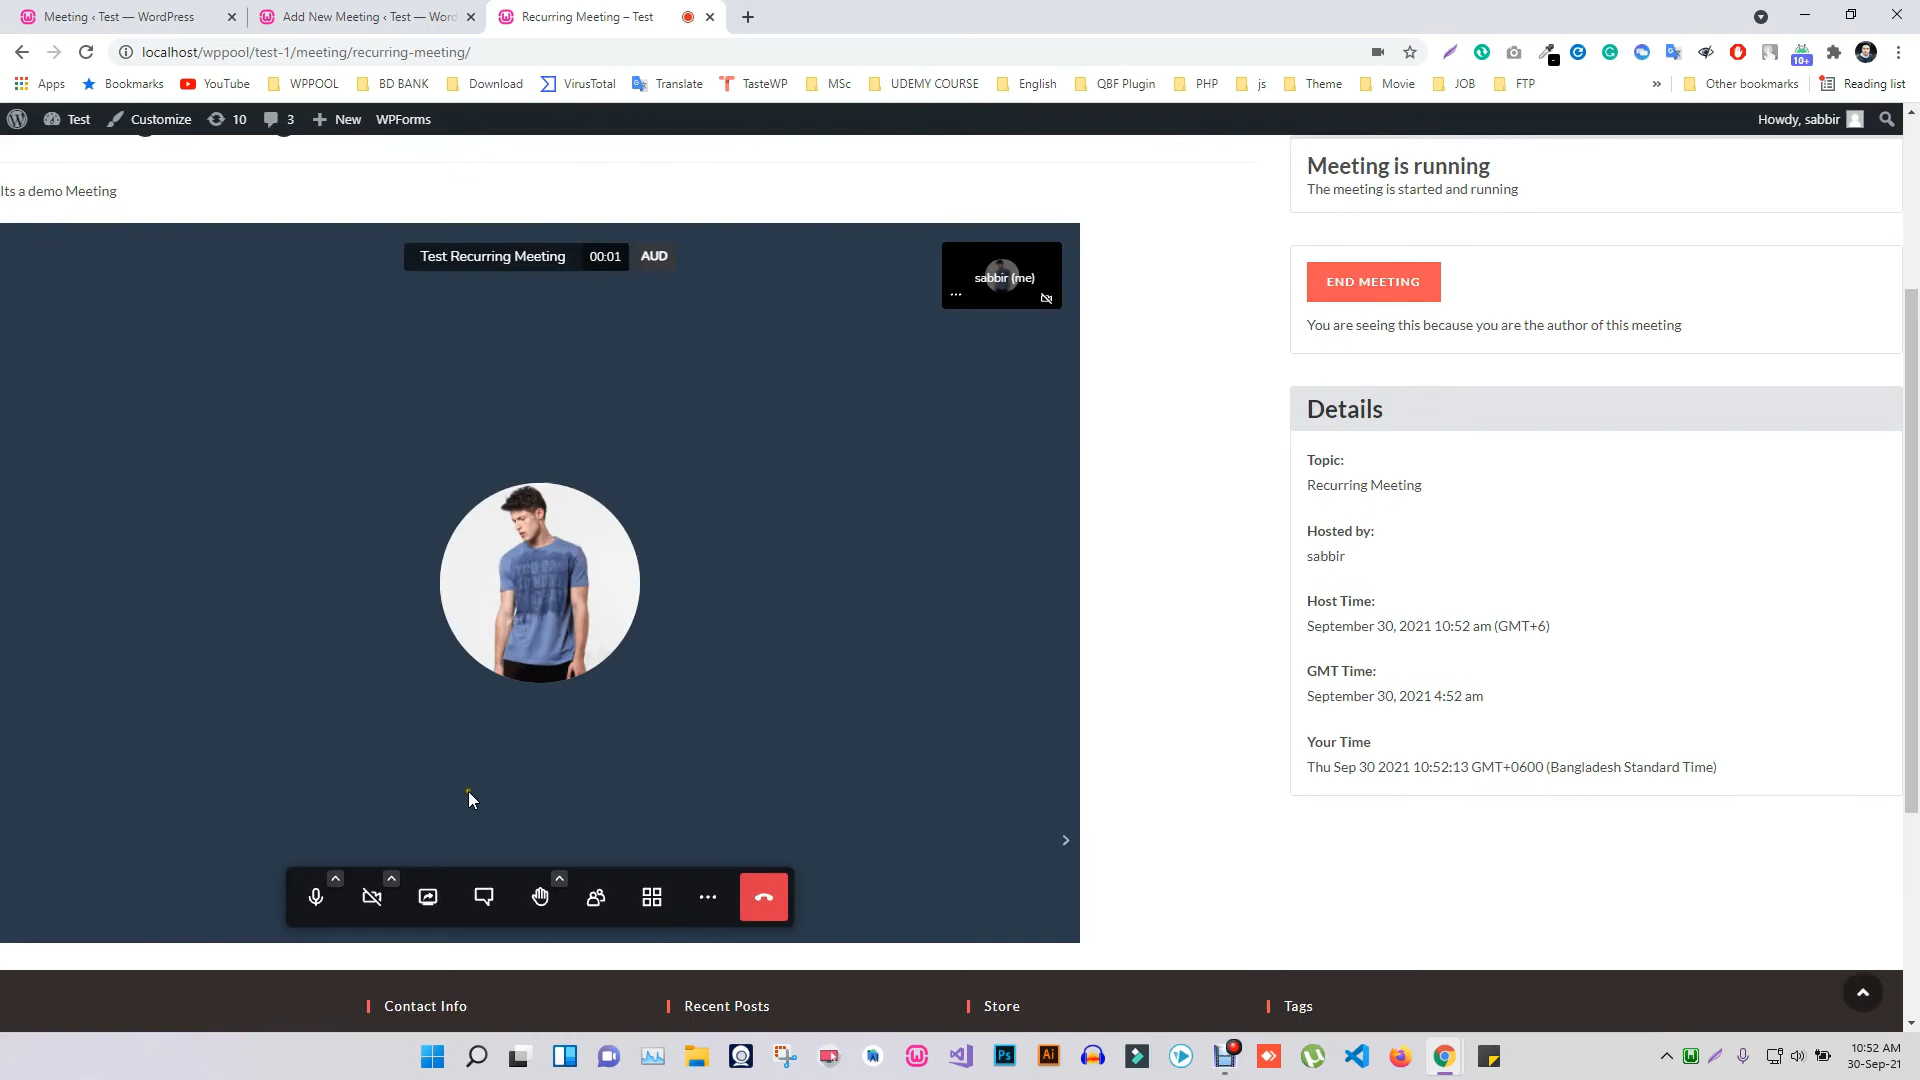 Meeting ‹ Test — WordPress
Add New Meeting ‹ Test — Word
Recurring Meeting – Test
localhost/wppool/test-1/meeting/recurring-meeting/
10+
Apps
Bookmarks
YouTube
WPPOOL
BD BANK
Download
VirusTotal
Translate
TasteWP
MSc
UDEMY COURSE
English
QBF Plugin
PHP
js
Theme
Movie
JOB
FTP
»
Other bookmarks
Reading list
Test
Customize
10
3
New
WPForms
Howdy, sabbir
Its a demo Meeting
Test Recurring Meeting 00:01 AUD
sabbir (me)
Meeting is running
The meeting is started and running
END MEETING
You are seeing this because you are the author of this meeting
Details
Topic:
Recurring Meeting
Hosted by:
sabbir
Host Time:
September 30, 2021 10:52 am (GMT+6)
GMT Time:
September 30, 2021 4:52 am
Your Time
Thu Sep 30 2021 10:52:13 GMT+0600 (Bangladesh Standard Time)
Contact Info
Recent Posts
Store
Tags
Ps
Ai
10:52 AM
30-Sep-21